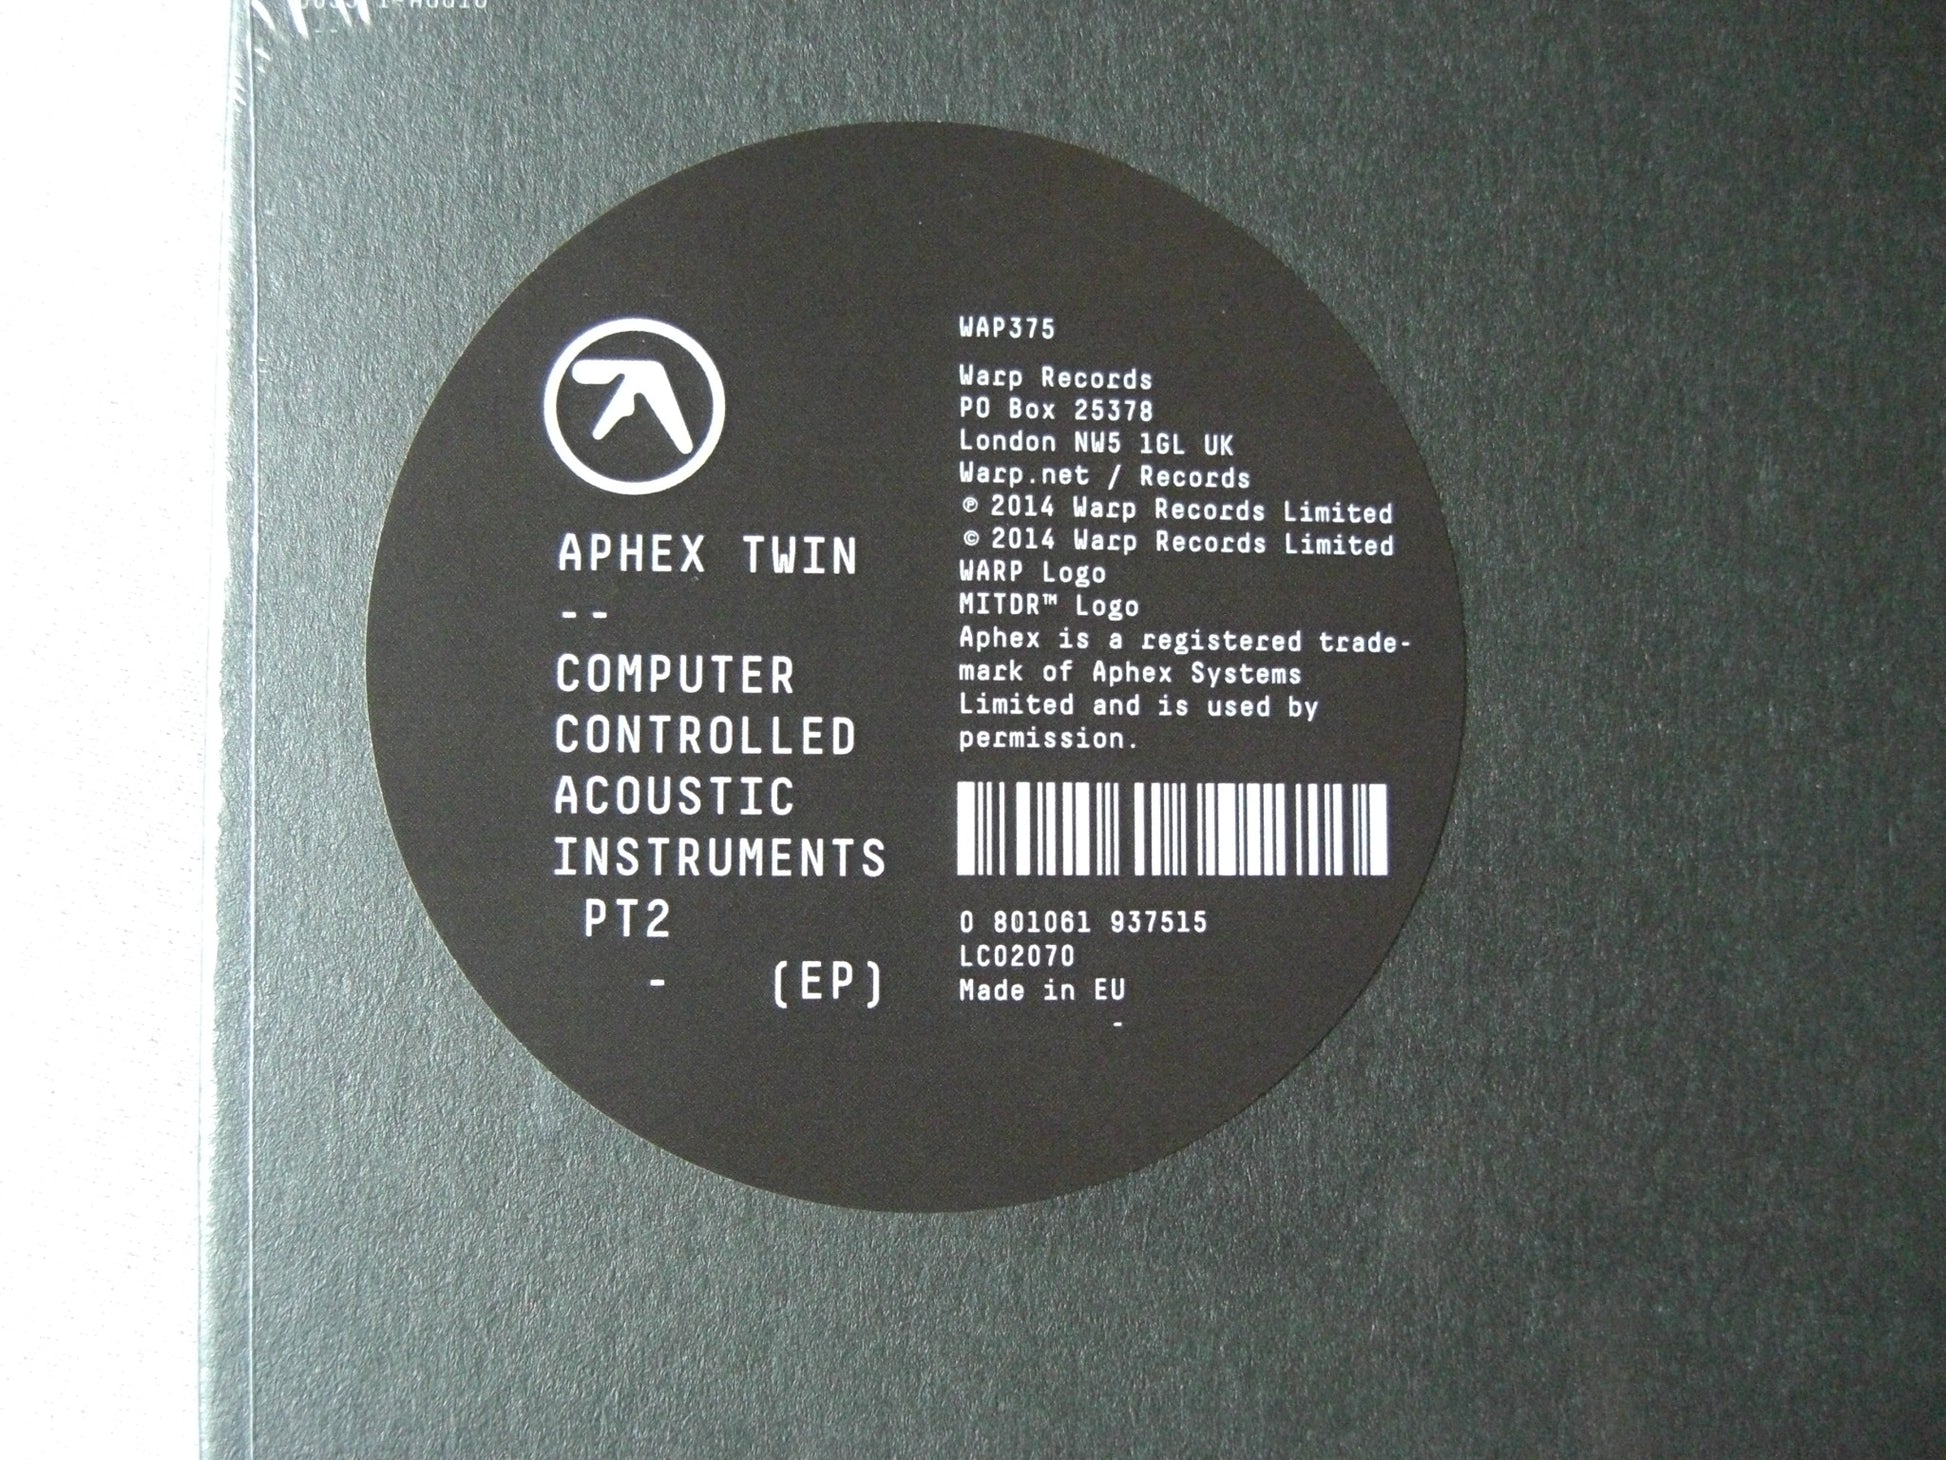 APHEX TWIN
--
COMPUTER
CONTROLLED
ACOUSTIC
INSTRUMENTS
PT2
- (EP)
WAP375
Warp Records
PO Box 25378
London NW5 1GL UK
Warp.net / Records
℗ 2014 Warp Records Limited
© 2014 Warp Records Limited
WARP Logo
MITDR™ Logo
Aphex is a registered trade-
mark of Aphex Systems
Limited and is used by
permission.
0 801061 937515
LC02070
Made in EU
-